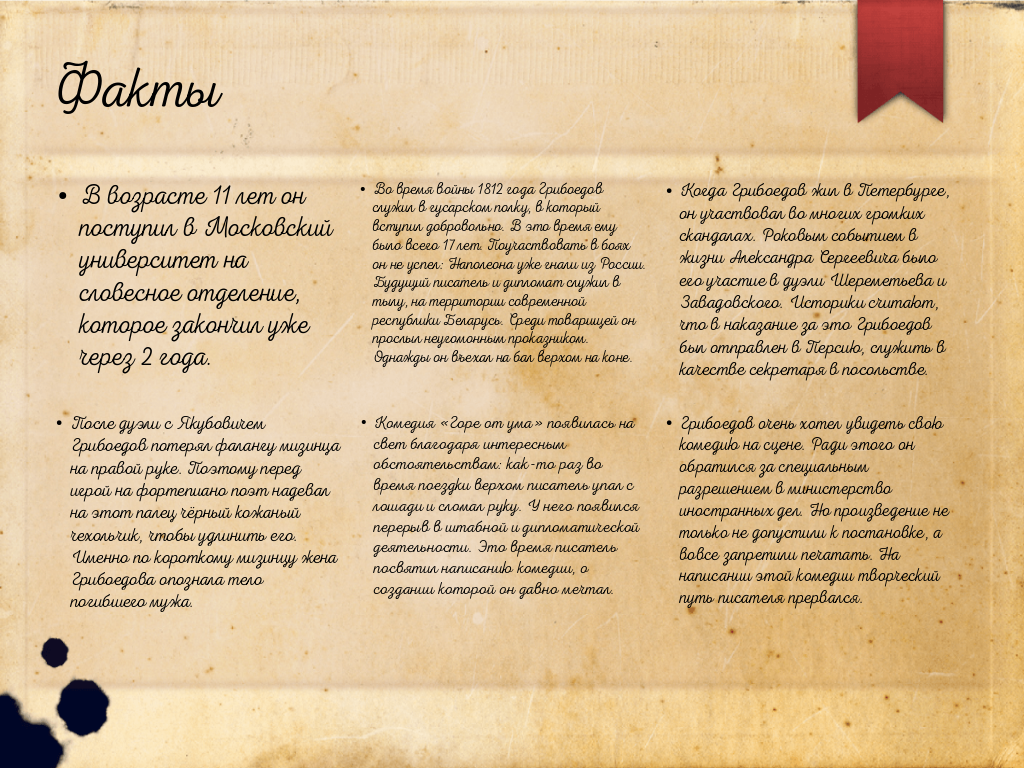 Факты
• В возрасте 11 лет он
поступил в Московский
университет на
словесное отделение,
которое закончил уже
через 2 года.
• Во время войны 1812 года Грибоедов
служил в гусарском полку, в который
вступил добровольно. В это время ему
было всего 17 лет. Поучаствовать в боях
он не успел: Наполеона уже гнали из России.
Будущий писатель и дипломат служил в
тылу, на территории современной
республики Беларусь. Среди товарищей он
прослыл неугомонным проказником.
Однажды он въехал на бал верхом на коне.
• Когда Грибоедов жил в Петербурге,
он участвовал во многих громких
скандалах. Роковым событием в
жизни Александра Сергеевича было
его участие в дуэли Шереметьева и
Завадовского. Историки считают,
что в наказание за это Грибоедов
был отправлен в Персию, служить в
качестве секретаря в посольстве.
• После дуэли с Якубовичем
Грибоедов потерял фалангу мизинца
на правой руке. Поэтому перед
игрой на фортепиано поэт надевал
на этот палец чёрный кожаный
чехольчик, чтобы удлинить его.
Именно по короткому мизинцу жена
Грибоедова опознала тело
погибшего мужа.
• Комедия «Горе от ума» появилась на
свет благодаря интересным
обстоятельствам: как-то раз во
время поездки верхом писатель упал с
лошади и сломал руку. У него появился
перерыв в штабной и дипломатической
деятельности. Это время писатель
посвятил написанию комедии, о
создании которой он давно мечтал.
• Грибоедов очень хотел увидеть свою
комедию на сцене. Ради этого он
обратился за специальным
разрешением в министерство
иностранных дел. Но произведение не
только не допустили к постановке, а
вовсе запретили печатать. На
написании этой комедии творческий
путь писателя прервался.